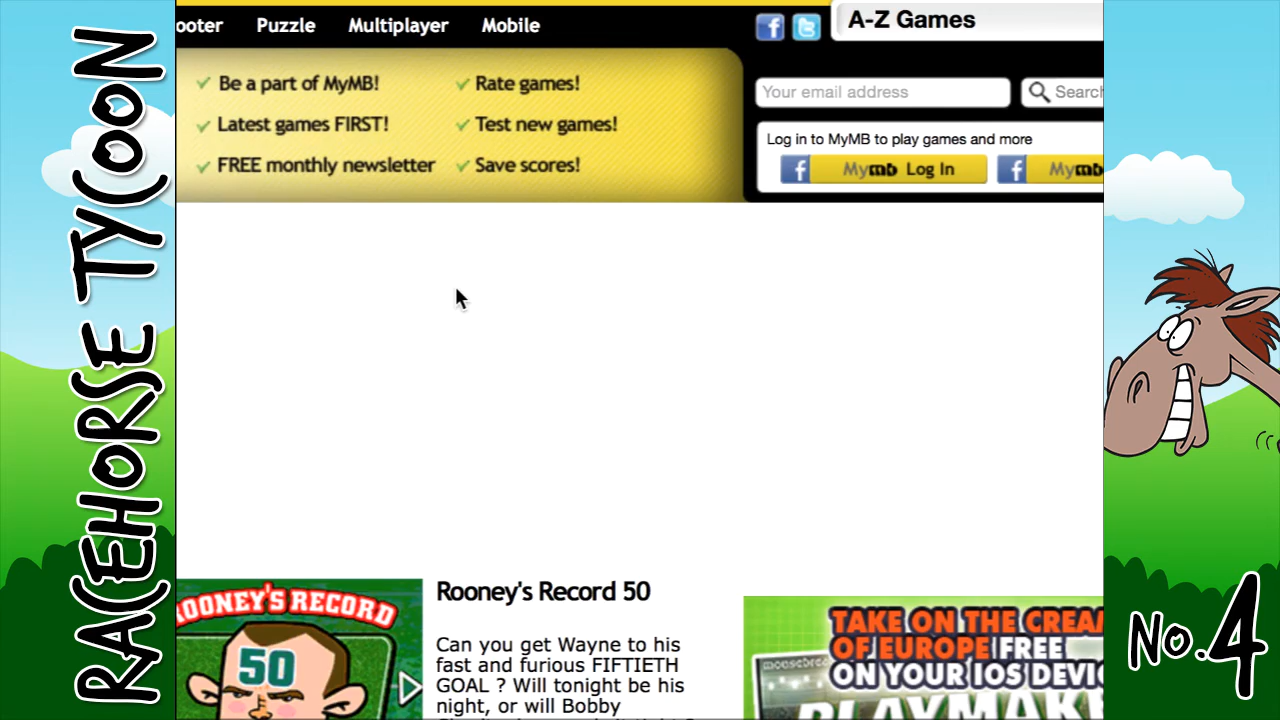 RACEHORSE TYCOON
ooter Puzzle Multiplayer Mobile
A-Z Games
Be a part of MyMB! Rate games!
Latest games FIRST! Test new games!
FREE monthly newsletter Save scores!
Your email address Search
Log in to MyMB to play games and more
Mymb Log In Mymb
Rooney's Record 50
Can you get Wayne to his
fast and furious FIFTIETH
GOAL ? Will tonight be his
night, or will Bobby
ROONEY'S RECORD
50
TAKE ON THE CREAM
OF EUROPE FREE
ON YOUR IOS DEVIC
mousebrea
PLAYMAKE
No.4